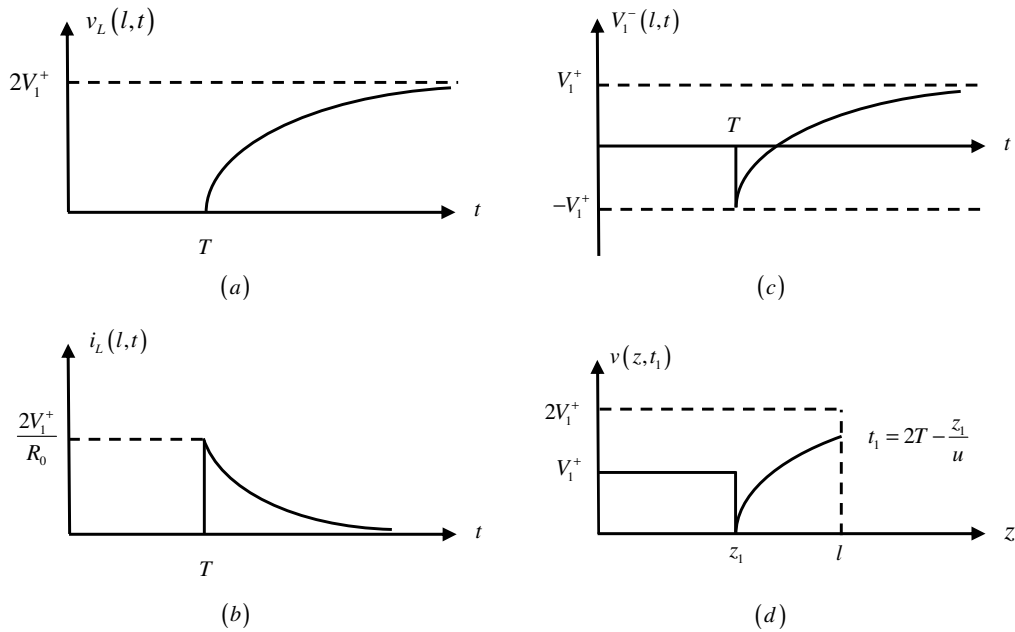 v_L(l,t)
2V_1^+
t
T
(a)
V_1^-(l,t)
V_1^+
T
t
-V_1^+
(c)
i_L(l,t)
2V_1^+
R_0
t
T
(b)
v(z,t_1)
2V_1^+
t_1 = 2T - z_1/u
V_1^+
z
z_1
l
(d)